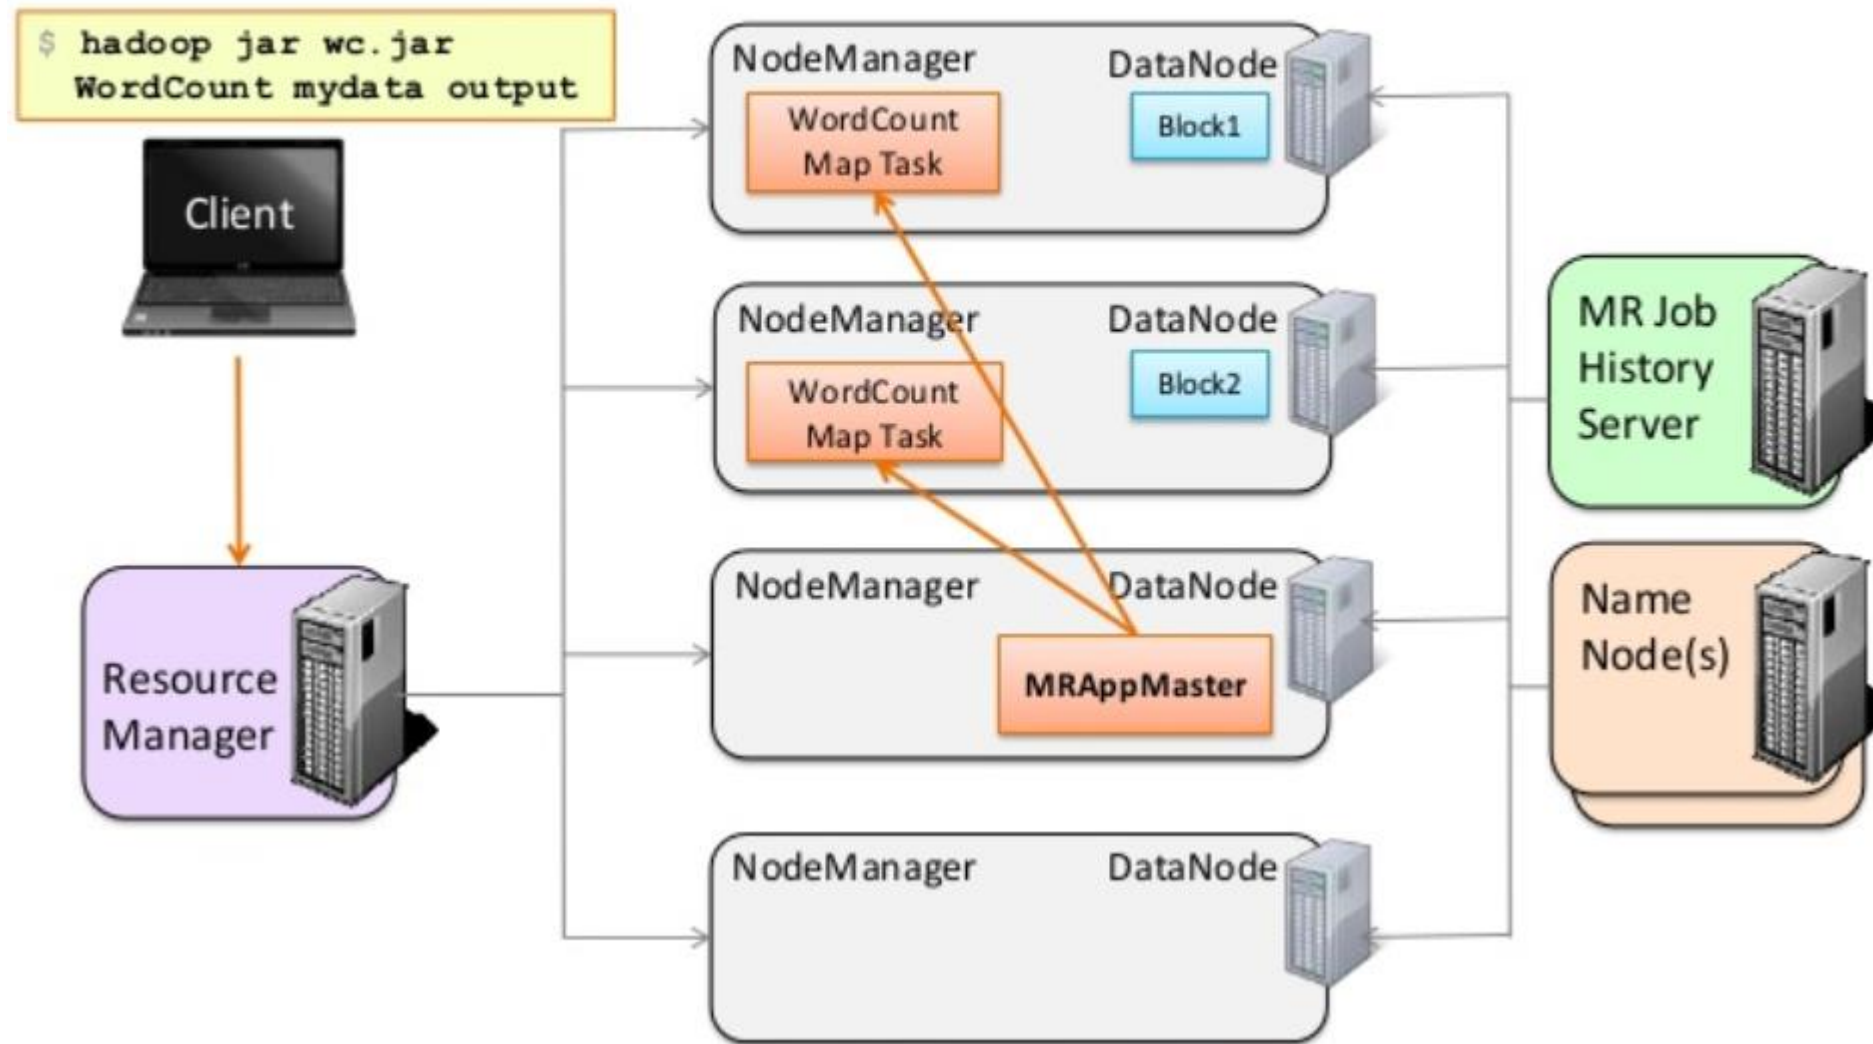 $ hadoop jar wc.jar
WordCount mydata output
Client
Resource
Manager
NodeManager
DataNode
WordCount
Map Task
Block1
NodeManager
DataNode
WordCount
Map Task
Block2
NodeManager
DataNode
MRAppMaster
NodeManager
DataNode
MR Job
History
Server
Name
Node(s)